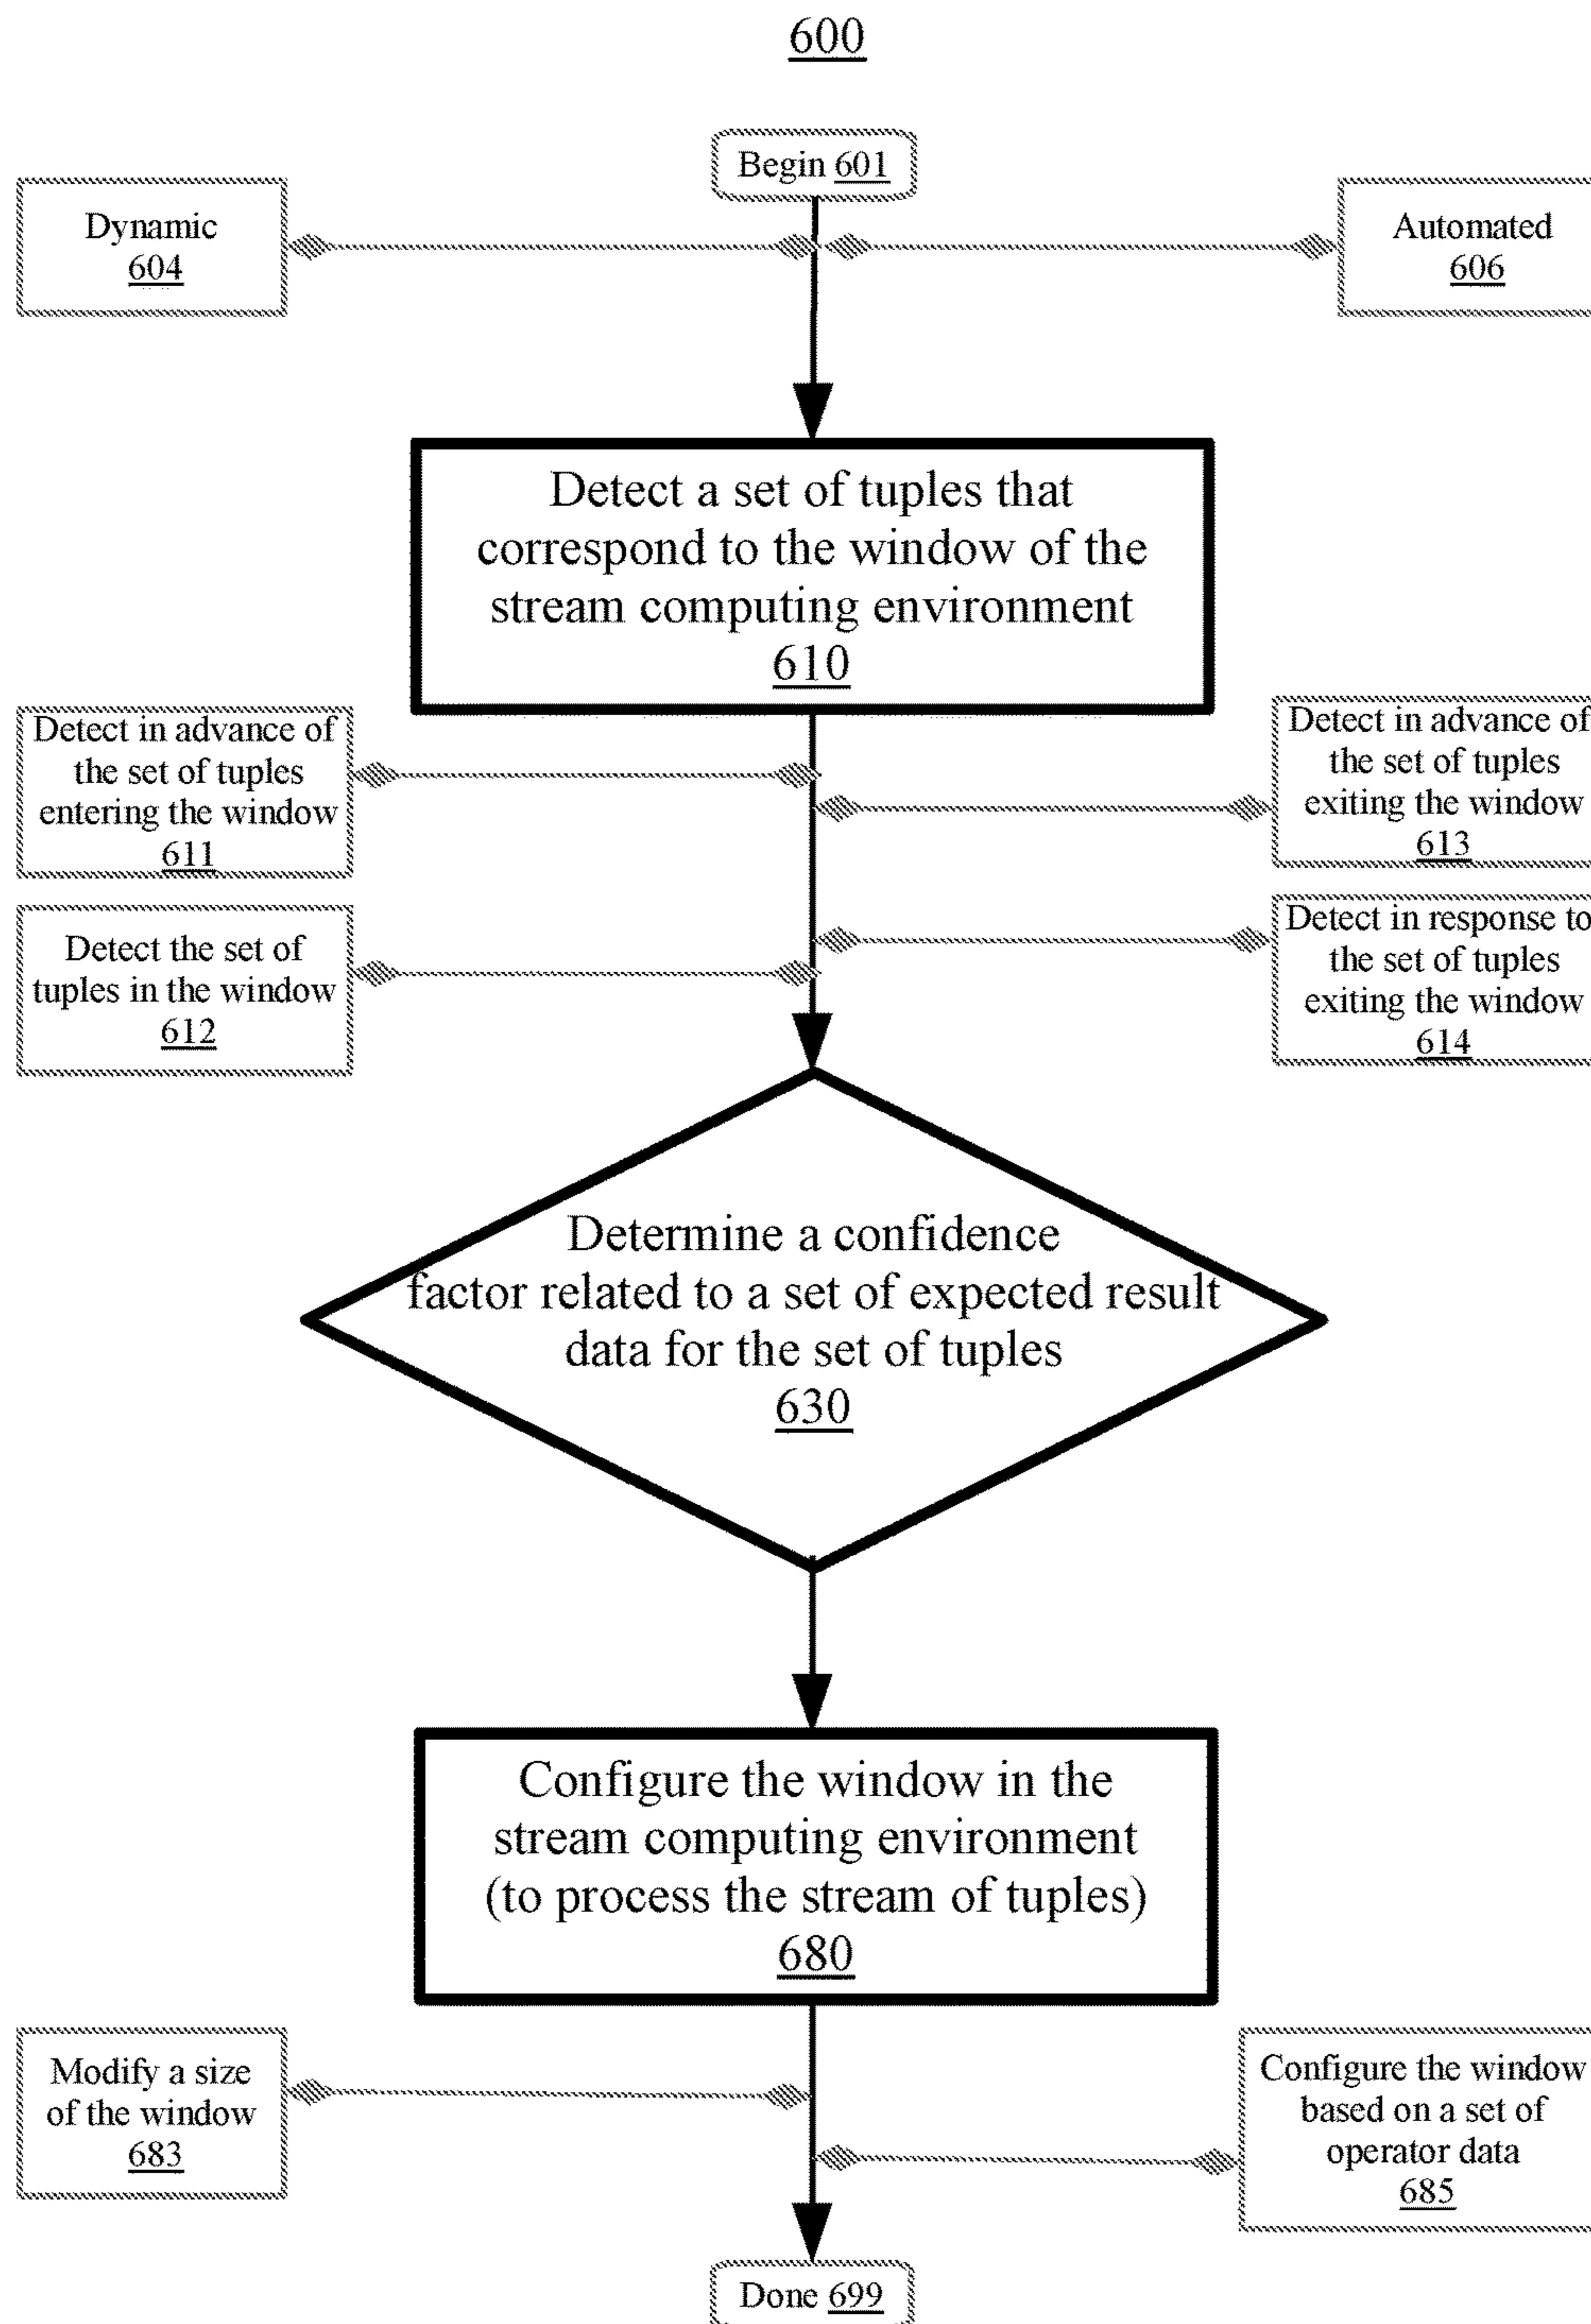 600
Begin 601
Dynamic
604
Automated
606
Detect a set of tuples that
correspond to the window of the
stream computing environment
610
Detect in advance of
the set of tuples
entering the window
611
Detect in advance of
the set of tuples
exiting the window
613
Detect the set of
tuples in the window
612
Detect in response to
the set of tuples
exiting the window
614
Determine a confidence
factor related to a set of expected result
data for the set of tuples
630
Configure the window in the
stream computing environment
(to process the stream of tuples)
680
Modify a size
of the window
683
Configure the window
based on a set of
operator data
685
Done 699